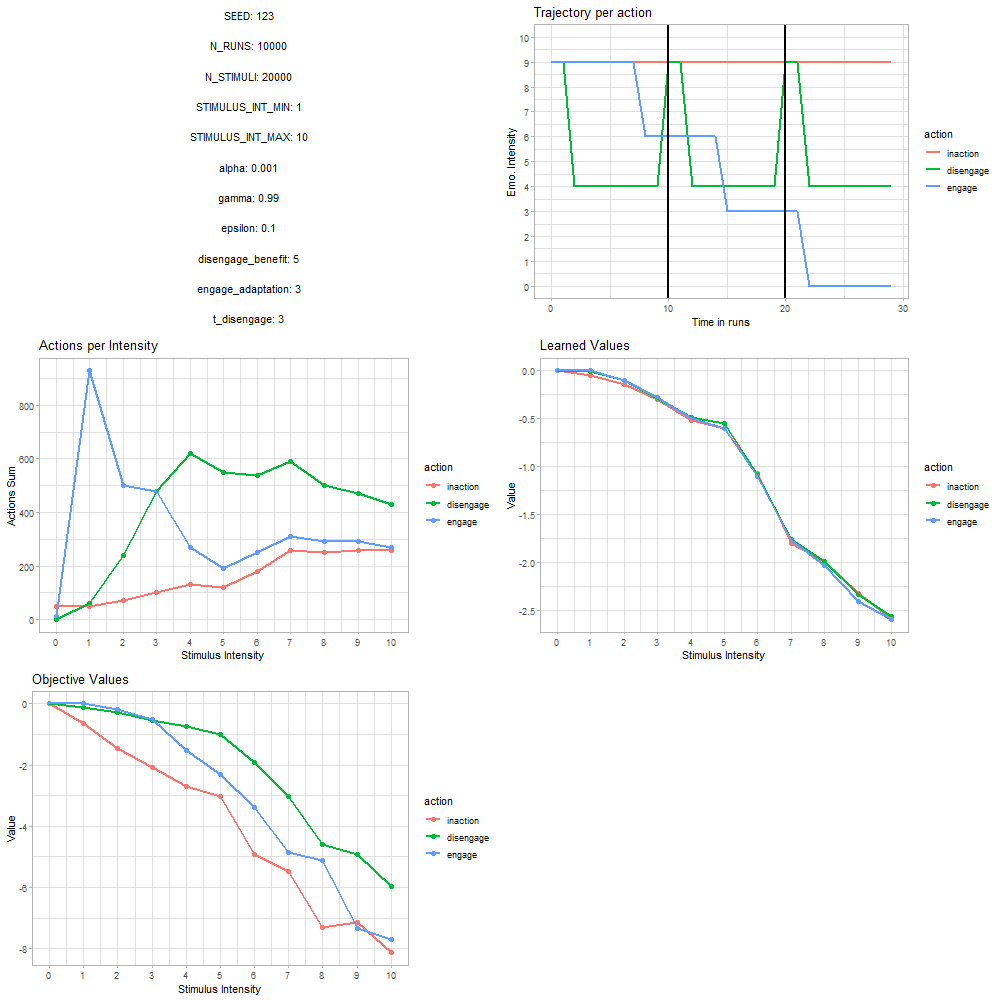 SEED: 123
N_RUNS: 10000
N_STIMULI: 20000
STIMULUS_INT_MIN: 1
STIMULUS_INT_MAX: 10
alpha: 0.001
gamma: 0.99
epsilon: 0.1
disengage_benefit: 5
engage_adaptation: 3
t_disengage: 3
Trajectory per action
Emo. Intensity
10
9
8
7
6
5
4
3
2
1
0
0 10 20 30
Time in runs
action
inaction
disengage
engage
Actions per Intensity
Actions Sum
800
600
400
200
0
0 1 2 3 4 5 6 7 8 9 10
Stimulus Intensity
action
inaction
disengage
engage
Learned Values
Value
0.0
-0.5
-1.0
-1.5
-2.0
-2.5
0 1 2 3 4 5 6 7 8 9 10
Stimulus Intensity
action
inaction
disengage
engage
Objective Values
Value
0
-2
-4
-6
-8
0 1 2 3 4 5 6 7 8 9 10
Stimulus Intensity
action
inaction
disengage
engage